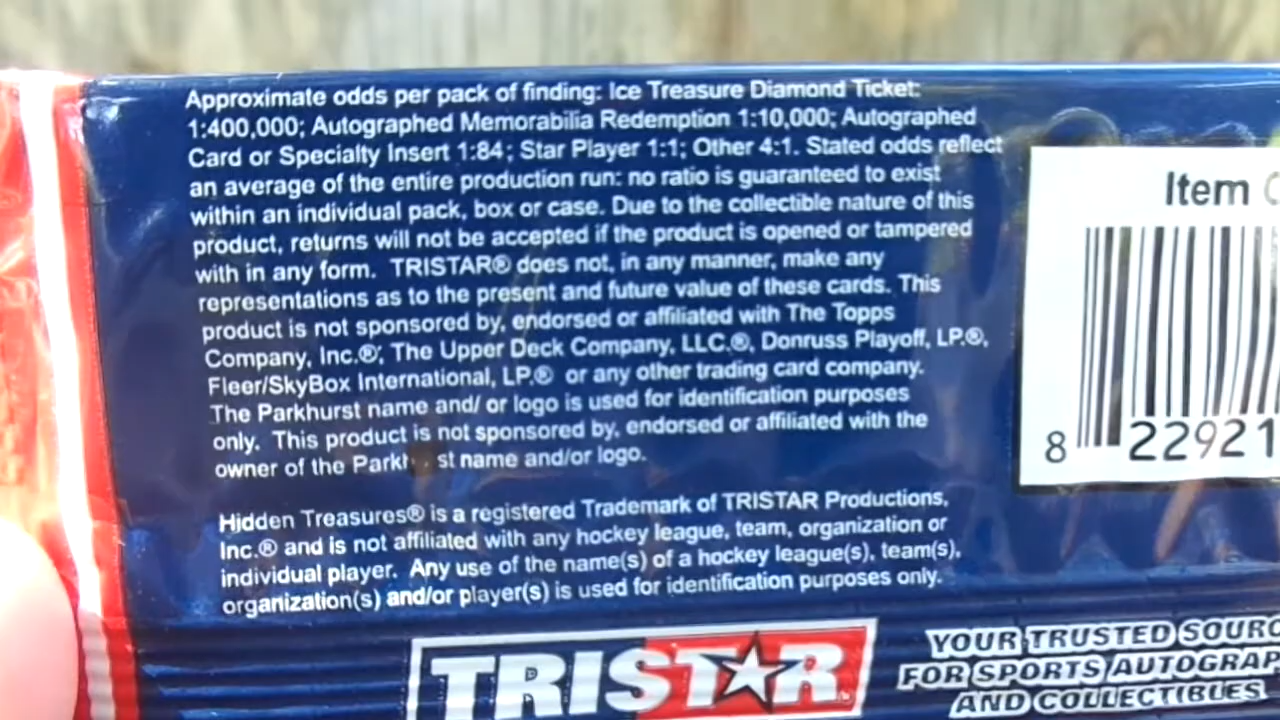 Approximate odds per pack of finding: Ice Treasure Diamond Ticket:
1:400,000; Autographed Memorabilia Redemption 1:10,000; Autographed
Card or Specialty Insert 1:84; Star Player 1:1; Other 4:1. Stated odds reflect
an average of the entire production run: no ratio is guaranteed to exist
within an individual pack, box or case. Due to the collectible nature of this
product, returns will not be accepted if the product is opened or tampered
with in any form. TRISTAR® does not, in any manner, make any
representations as to the present and future value of these cards. This
product is not sponsored by, endorsed or affiliated with The Topps
Company, Inc.®, The Upper Deck Company, LLC.®, Donruss Playoff, LP.®,
Fleer/SkyBox International, LP.® or any other trading card company.
The Parkhurst name and/ or logo is used for identification purposes
only. This product is not sponsored by, endorsed or affiliated with the
owner of the name and/or logo.
Hidden Treasures® is a registered Trademark of TRISTAR Productions,
Inc.® and is not affiliated with any hockey league, team, organization or
individual player. Any use of the name(s) of a hockey league(s), team(s),
organization(s) and/or player(s) is used for identification purposes only.
Item
8 22921
TRISTAR
YOUR TRUSTED
FOR SPORTS
AND COLLECTIBLES